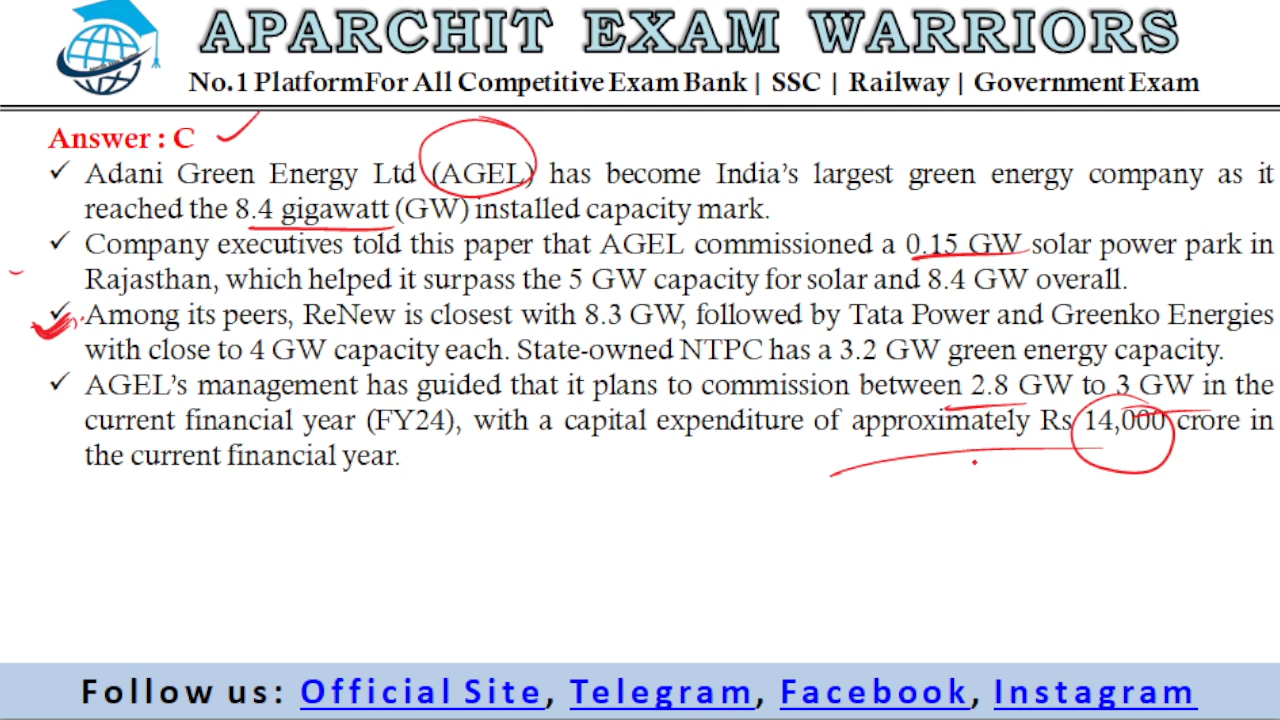 APARCHIT EXAM WARRIORS
No.1 PlatformFor All Competitive Exam Bank | SSC | Railway | Government Exam
Answer : C
✓ Adani Green Energy Ltd (AGEL) has become India’s largest green energy company as it
reached the 8.4 gigawatt (GW) installed capacity mark.
✓ Company executives told this paper that AGEL commissioned a 0.15 GW solar power park in
Rajasthan, which helped it surpass the 5 GW capacity for solar and 8.4 GW overall.
✓ Among its peers, ReNew is closest with 8.3 GW, followed by Tata Power and Greenko Energies
with close to 4 GW capacity each. State-owned NTPC has a 3.2 GW green energy capacity.
✓ AGEL’s management has guided that it plans to commission between 2.8 GW to 3 GW in the
current financial year (FY24), with a capital expenditure of approximately Rs 14,000 crore in
the current financial year.
Follow us: Official Site, Telegram, Facebook, Instagram